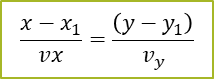 (x − x₁)/vx = ((y − y₁))/v_y